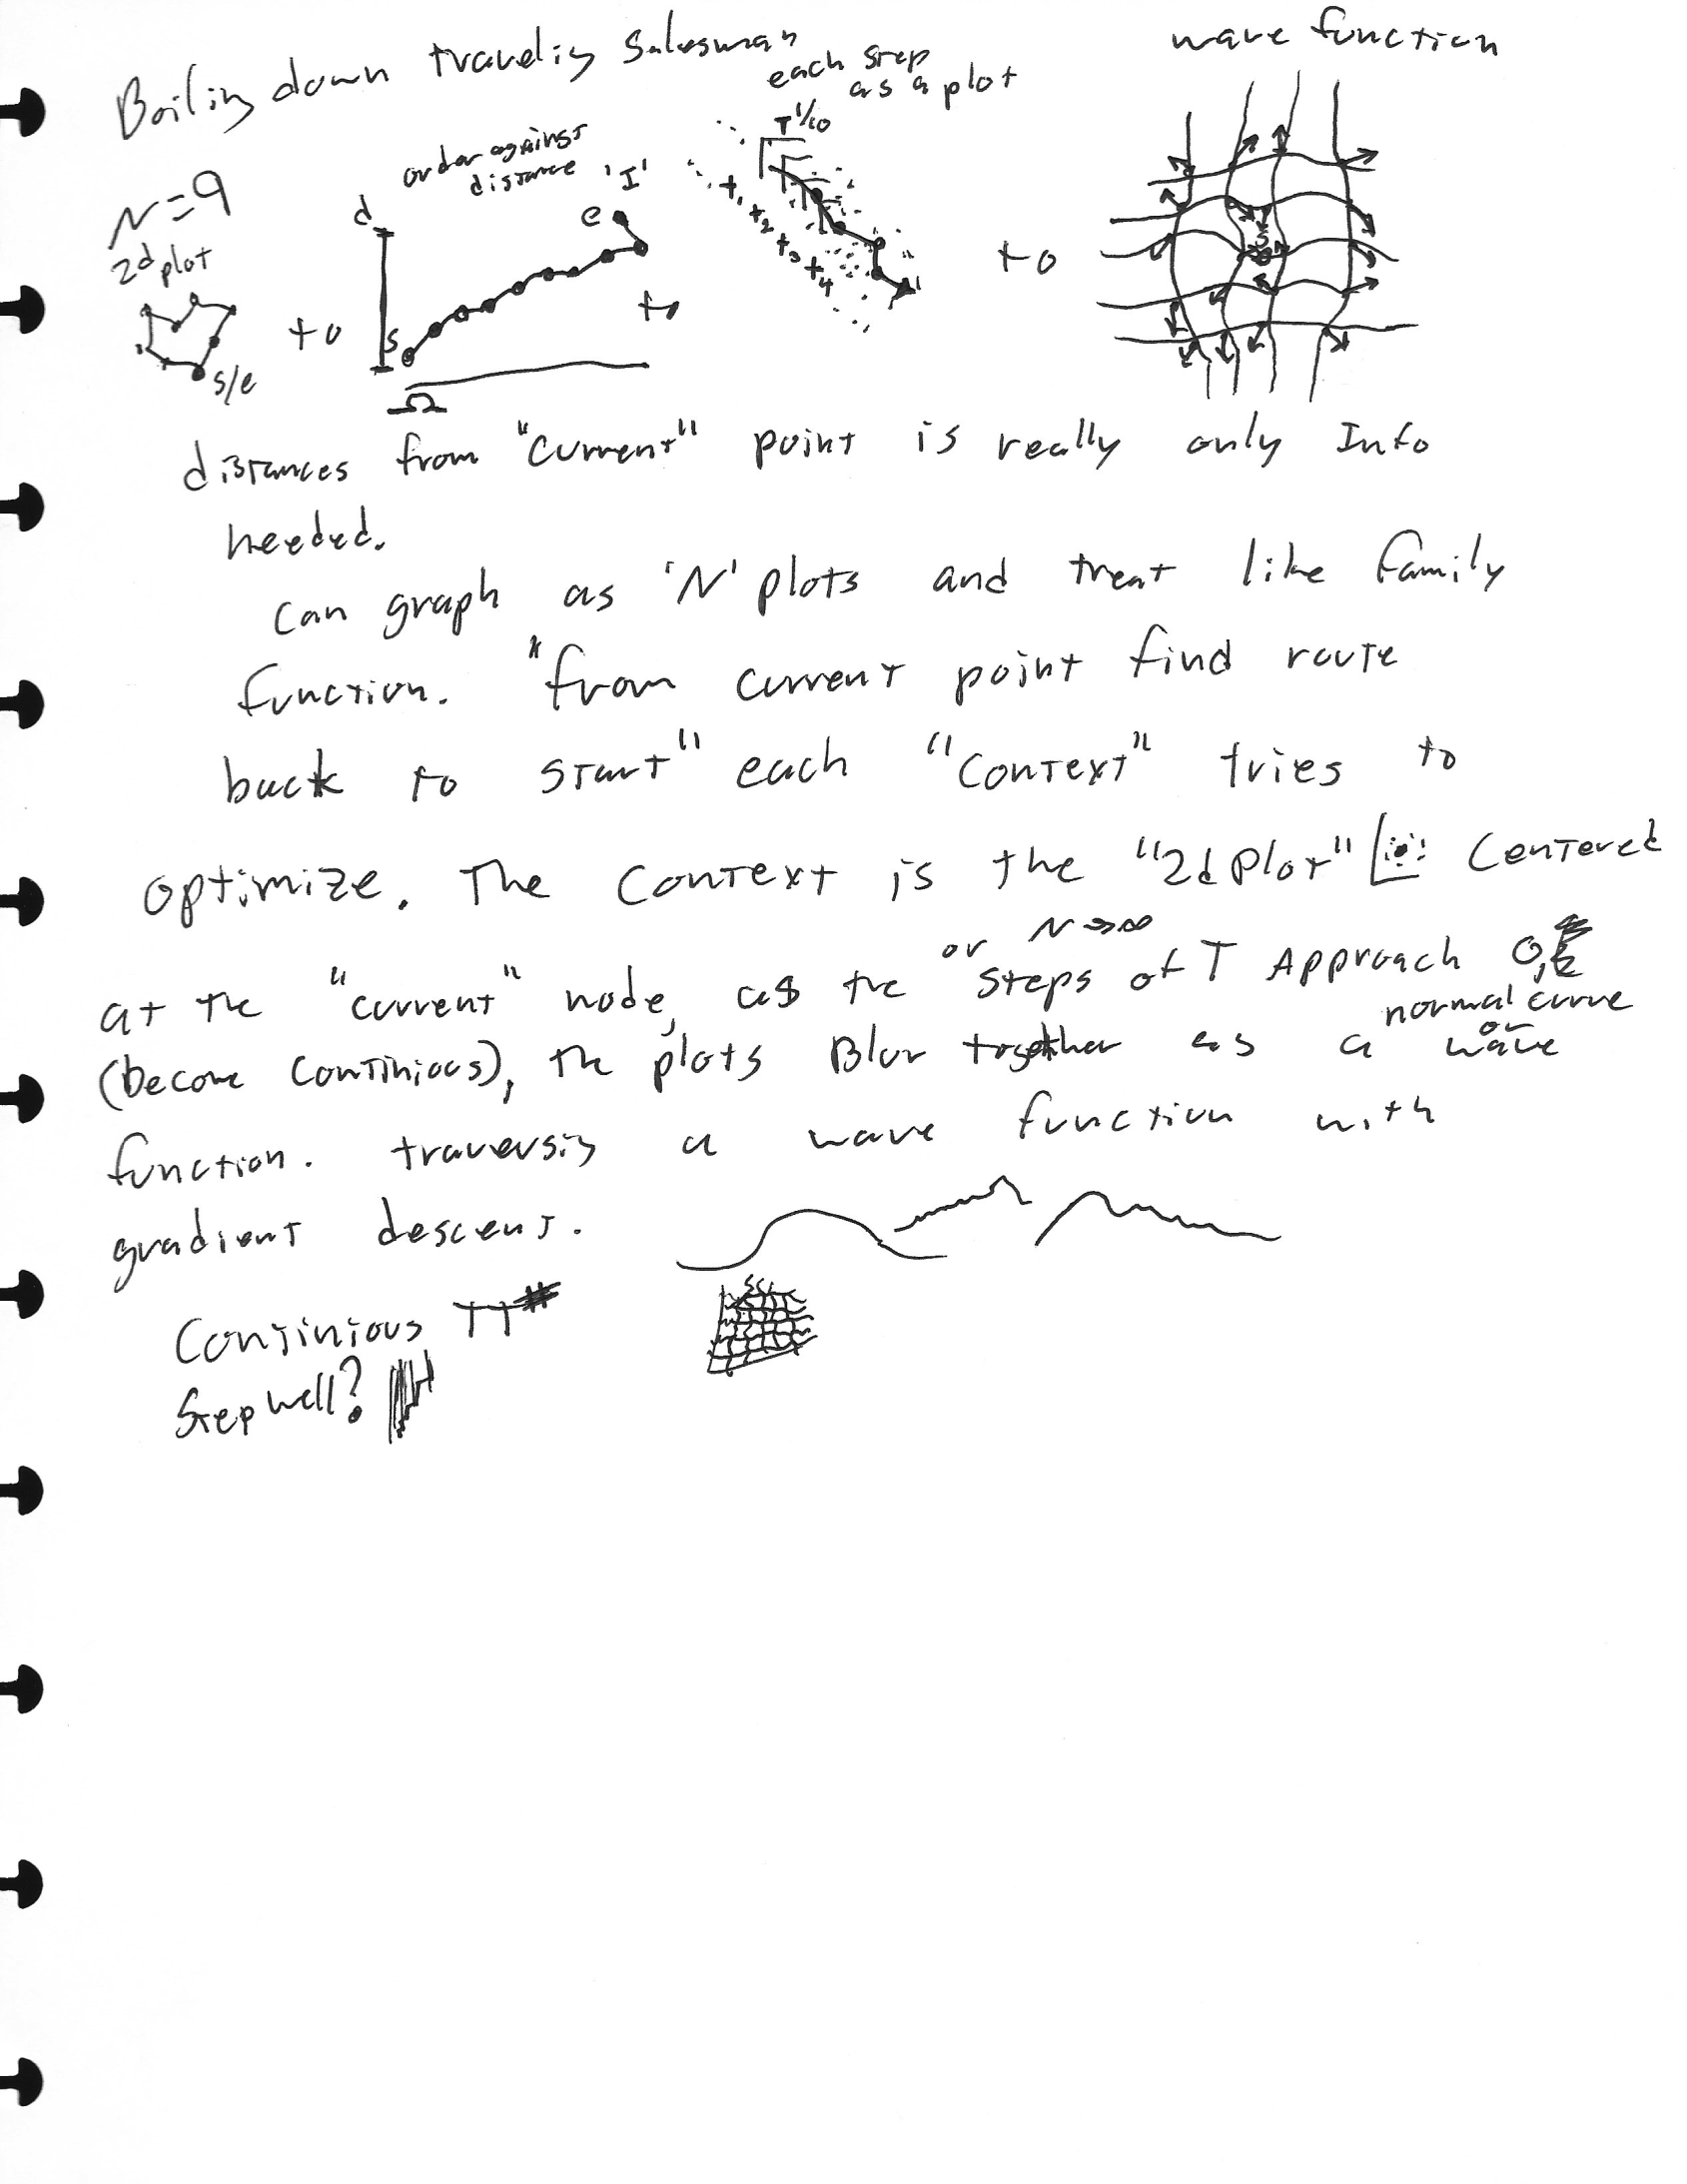 Boiling down traveling salesman
each step
as a plot
wave function
N=9
2d plot
s/e
to
order against
distance 'I'
d
s
e
Ω
to
T 1/10
t1 t2 t3 t4
to
distances from "current" point is really only Info
needed.
Can graph as 'N' plots and treat like family
function. "from current point find route
back to start" each "Context" tries to
optimize. The Context is the "2d plot" Centered
or N→∞
at the "current" node, as the steps of T Approach 0,
normal curve
or
(become continious), the plots Blur together as a wave
function. traversing a wave function with
gradient descent.
Continious TT#
Step well?